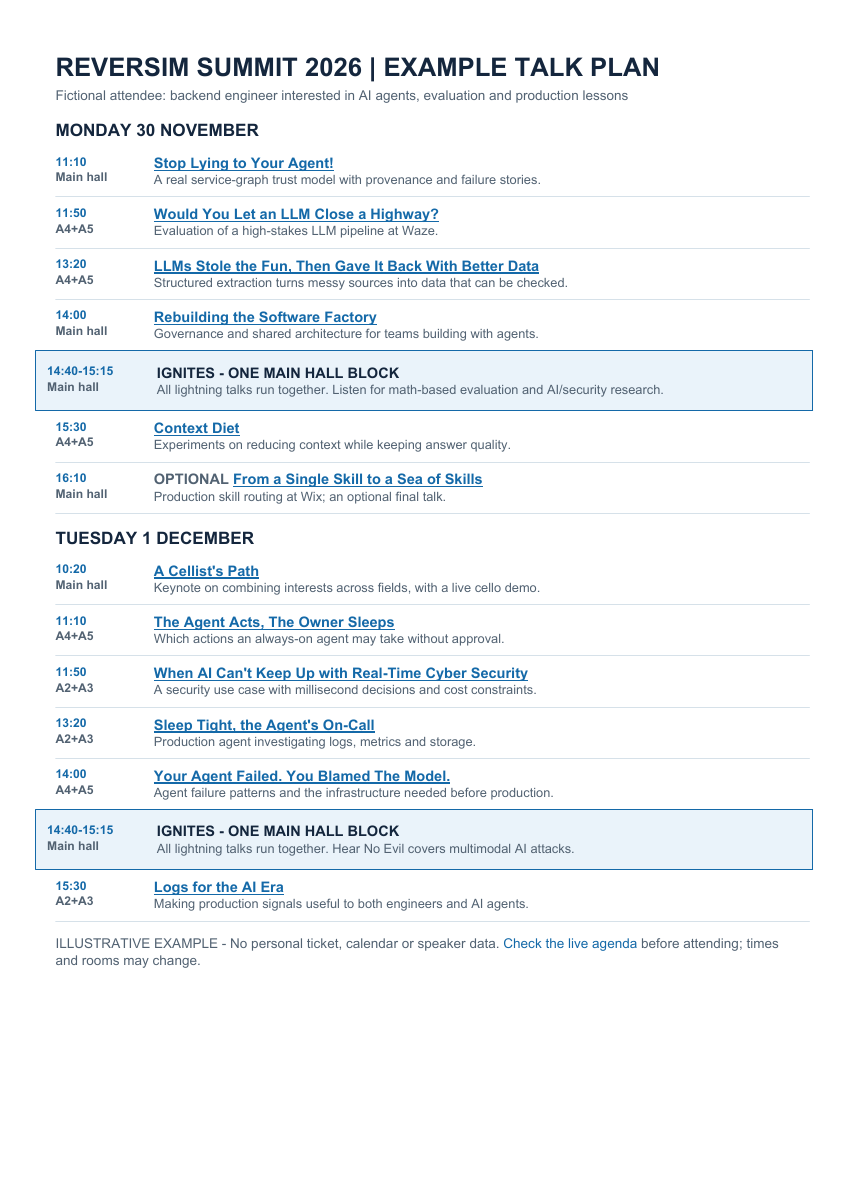 REVERSIM SUMMIT 2026 | EXAMPLE TALK PLAN
Fictional attendee: backend engineer interested in AI agents, evaluation and production lessons
MONDAY 30 NOVEMBER
11:10 Stop Lying to Your Agent!
Main hall A real service-graph trust model with provenance and failure stories.
11:50 Would You Let an LLM Close a Highway?
A4+A5 Evaluation of a high-stakes LLM pipeline at Waze.
13:20 LLMs Stole the Fun, Then Gave It Back With Better Data
A4+A5 Structured extraction turns messy sources into data that can be checked.
14:00 Rebuilding the Software Factory
Main hall Governance and shared architecture for teams building with agents.
14:40-15:15 IGNITES - ONE MAIN HALL BLOCK
Main hall All lightning talks run together. Listen for math-based evaluation and AI/security research.
15:30 Context Diet
A4+A5 Experiments on reducing context while keeping answer quality.
16:10 OPTIONAL From a Single Skill to a Sea of Skills
Main hall Production skill routing at Wix; an optional final talk.
TUESDAY 1 DECEMBER
10:20 A Cellist's Path
Main hall Keynote on combining interests across fields, with a live cello demo.
11:10 The Agent Acts, The Owner Sleeps
A4+A5 Which actions an always-on agent may take without approval.
11:50 When AI Can't Keep Up with Real-Time Cyber Security
A2+A3 A security use case with millisecond decisions and cost constraints.
13:20 Sleep Tight, the Agent's On-Call
A2+A3 Production agent investigating logs, metrics and storage.
14:00 Your Agent Failed. You Blamed The Model.
A4+A5 Agent failure patterns and the infrastructure needed before production.
14:40-15:15 IGNITES - ONE MAIN HALL BLOCK
Main hall All lightning talks run together. Hear No Evil covers multimodal AI attacks.
15:30 Logs for the AI Era
A2+A3 Making production signals useful to both engineers and AI agents.
ILLUSTRATIVE EXAMPLE - No personal ticket, calendar or speaker data. Check the live agenda before attending; times
and rooms may change.